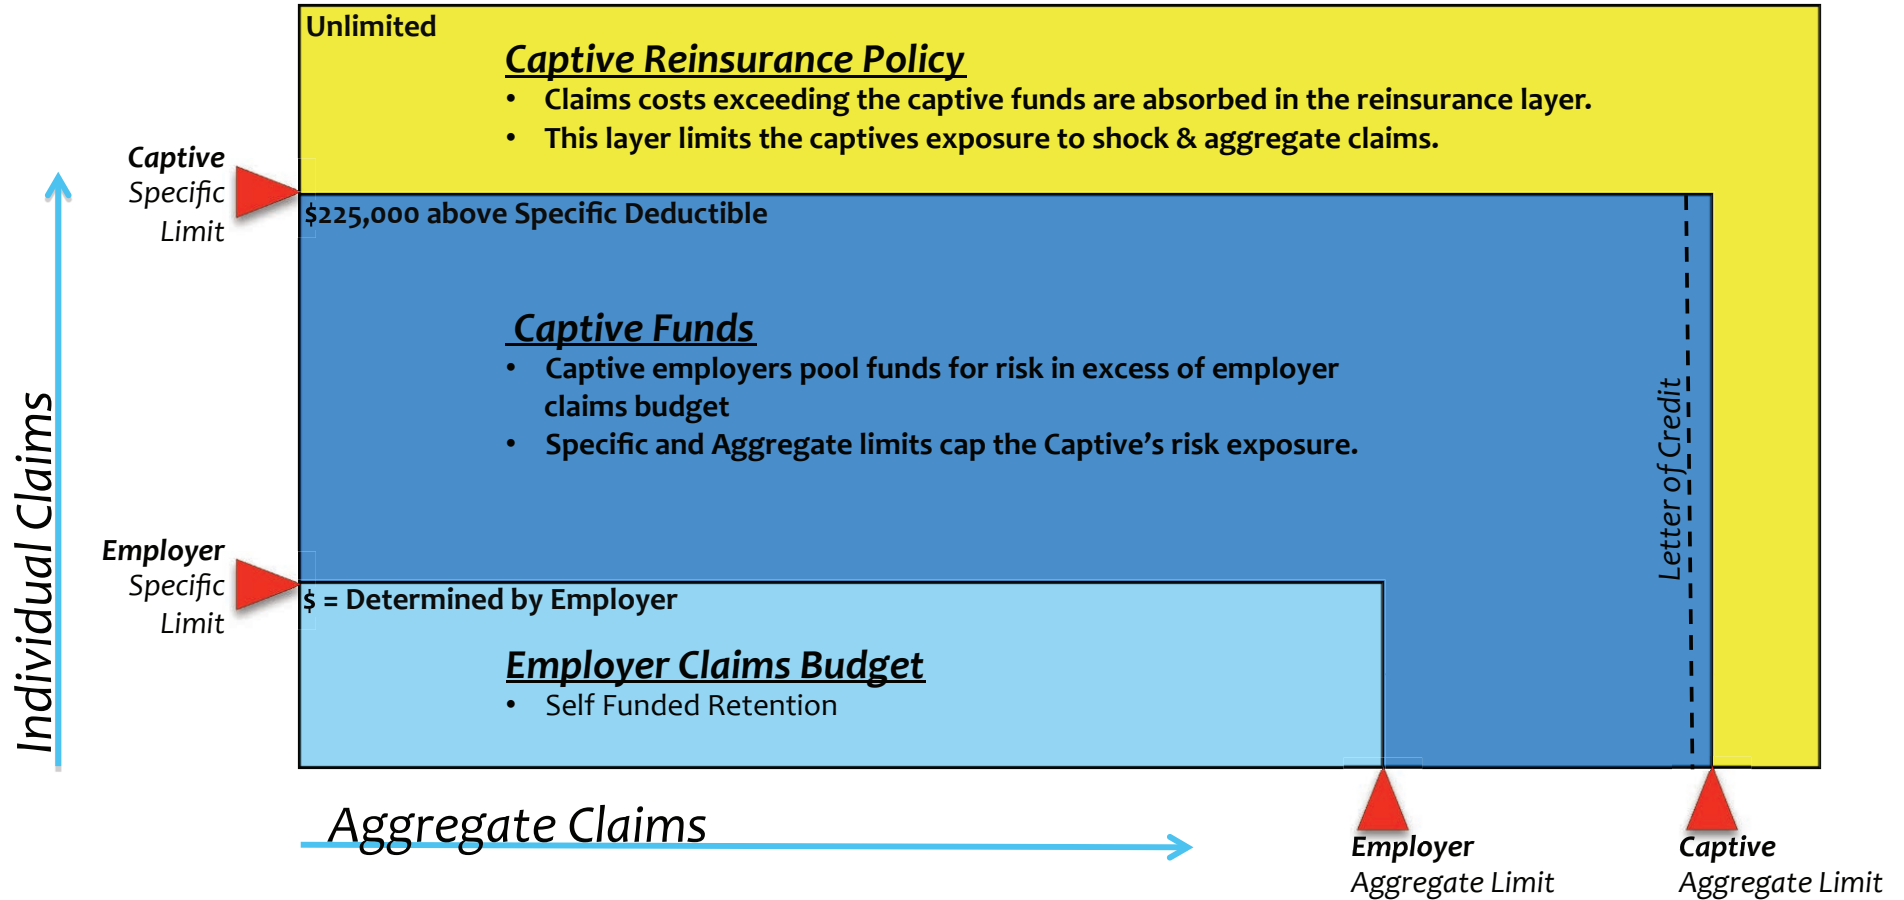 Unlimited
Captive Reinsurance Policy
• Claims costs exceeding the captive funds are absorbed in the reinsurance layer.
• This layer limits the captives exposure to shock & aggregate claims.
Captive
Specific
Limit
$225,000 above Specific Deductible
Captive Funds
• Captive employers pool funds for risk in excess of employer
claims budget
• Specific and Aggregate limits cap the Captive’s risk exposure.
Letter of Credit
Individual Claims
Employer
Specific
Limit
$ = Determined by Employer
Employer Claims Budget
• Self Funded Retention
Aggregate Claims
Employer
Aggregate Limit
Captive
Aggregate Limit